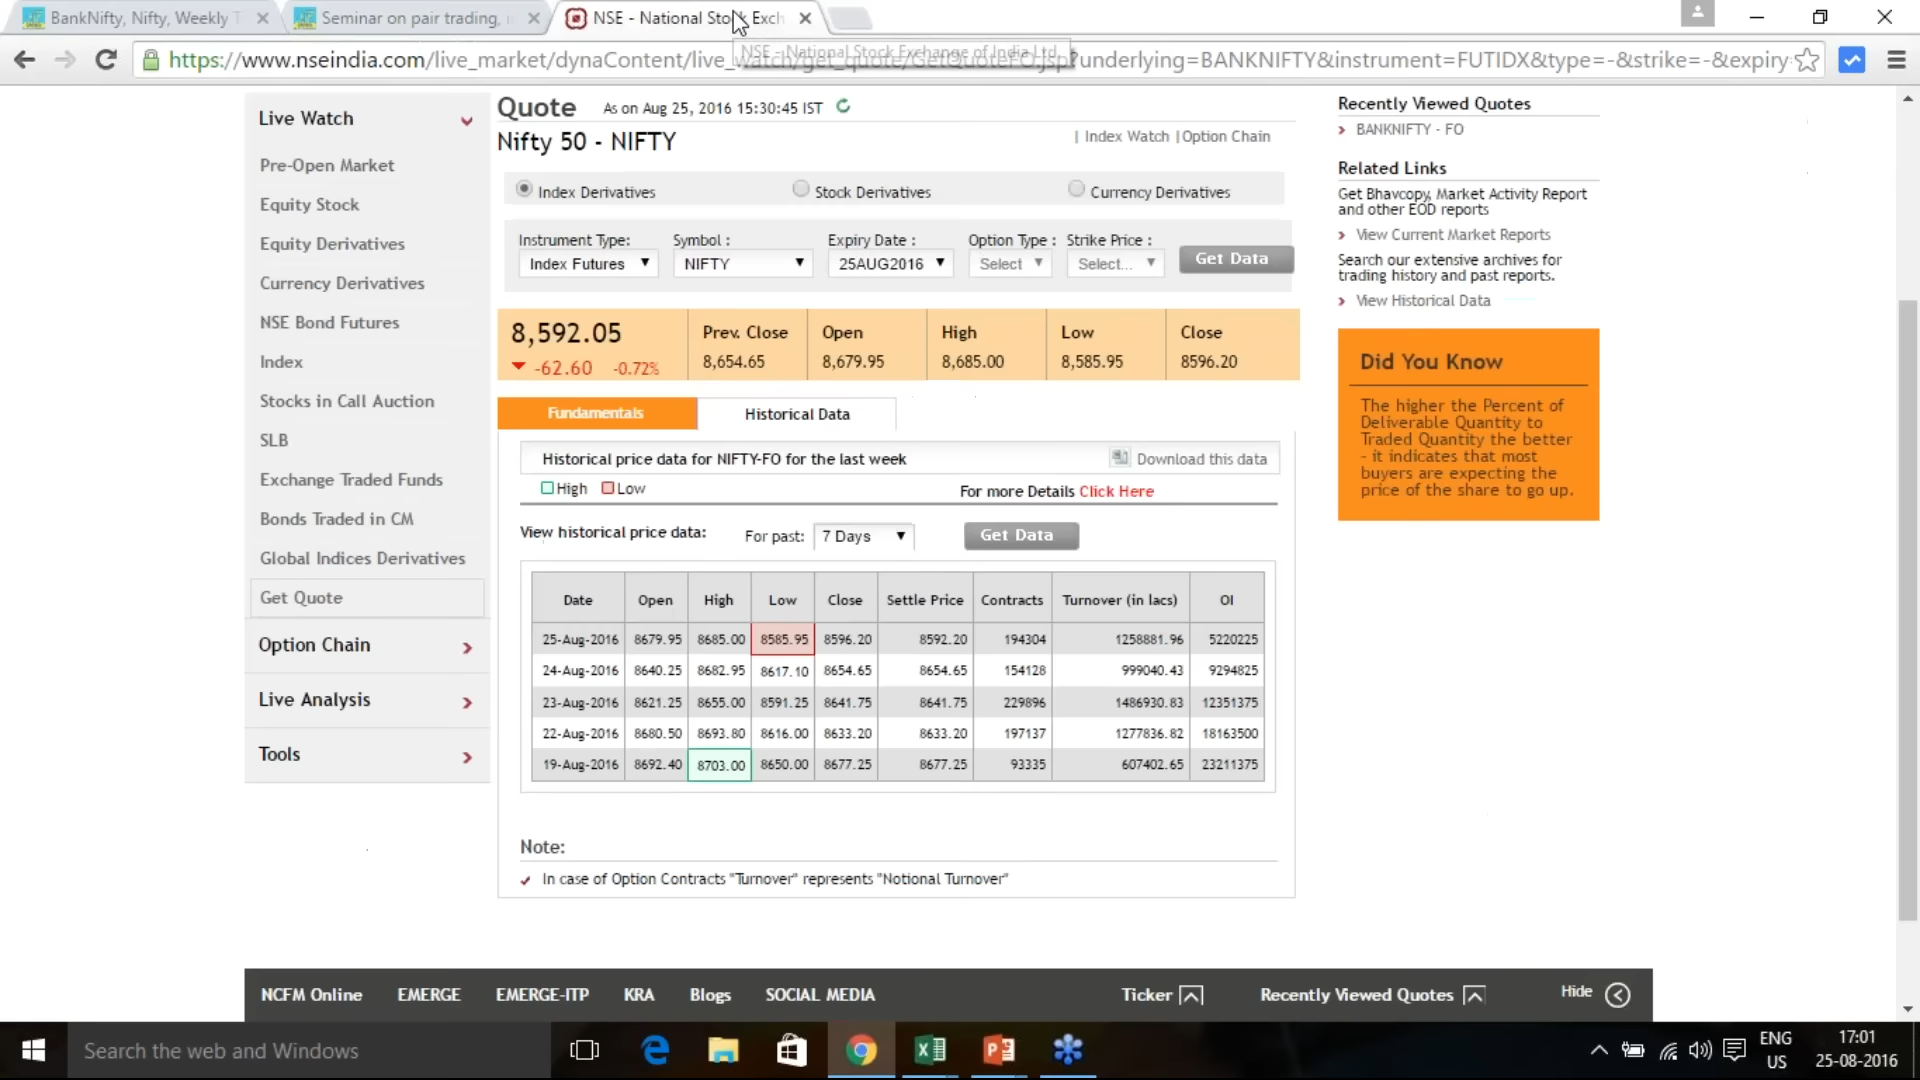 BankNifty, Nifty, Weekly T
Seminar on pair trading, i
NSE - National Stock Exch
NSE - National Stock Exchange of India Ltd.
https://www.nseindia.com/live_market/dynaContent/live_watch/get_quote/GetQuoteFO.jsp?underlying=BANKNIFTY&instrument=FUTIDX&type=-&strike=-&expiry
Live Watch
Pre-Open Market
Equity Stock
Equity Derivatives
Currency Derivatives
NSE Bond Futures
Index
Stocks in Call Auction
SLB
Exchange Traded Funds
Bonds Traded in CM
Global Indices Derivatives
Get Quote
Option Chain
Live Analysis
Tools
Quote As on Aug 25, 2016 15:30:45 IST
Nifty 50 - NIFTY
| Index Watch | Option Chain
Index Derivatives Stock Derivatives Currency Derivatives
Instrument Type: Symbol : Expiry Date : Option Type : Strike Price :
Index Futures NIFTY 25AUG2016 Select Select... Get Data
8,592.05 Prev. Close Open High Low Close
-62.60 -0.72% 8,654.65 8,679.95 8,685.00 8,585.95 8596.20
Fundamentals Historical Data
Historical price data for NIFTY-FO for the last week Download this data
High Low For more Details Click Here
View historical price data: For past: 7 Days Get Data
Date Open High Low Close Settle Price Contracts Turnover (in lacs) OI
25-Aug-2016 8679.95 8685.00 8585.95 8596.20 8592.20 194304 1258881.96 5220225
24-Aug-2016 8640.25 8682.95 8617.10 8654.65 8654.65 154128 999040.43 9294825
23-Aug-2016 8621.25 8655.00 8591.25 8641.75 8641.75 229896 1486930.83 12351375
22-Aug-2016 8680.50 8693.80 8616.00 8633.20 8633.20 197137 1277836.82 18163500
19-Aug-2016 8692.40 8703.00 8650.00 8677.25 8677.25 93335 607402.65 23211375
Note:
In case of Option Contracts "Turnover" represents "Notional Turnover"
Recently Viewed Quotes
BANKNIFTY - FO
Related Links
Get Bhavcopy, Market Activity Report
and other EOD reports
View Current Market Reports
Search our extensive archives for
trading history and past reports.
View Historical Data
Did You Know
The higher the Percent of
Deliverable Quantity to
Traded Quantity the better
- it indicates that most
buyers are expecting the
price of the share to go up.
NCFM Online EMERGE EMERGE-ITP KRA Blogs SOCIAL MEDIA Ticker Recently Viewed Quotes Hide
Search the web and Windows
ENG
US
17:01
25-08-2016